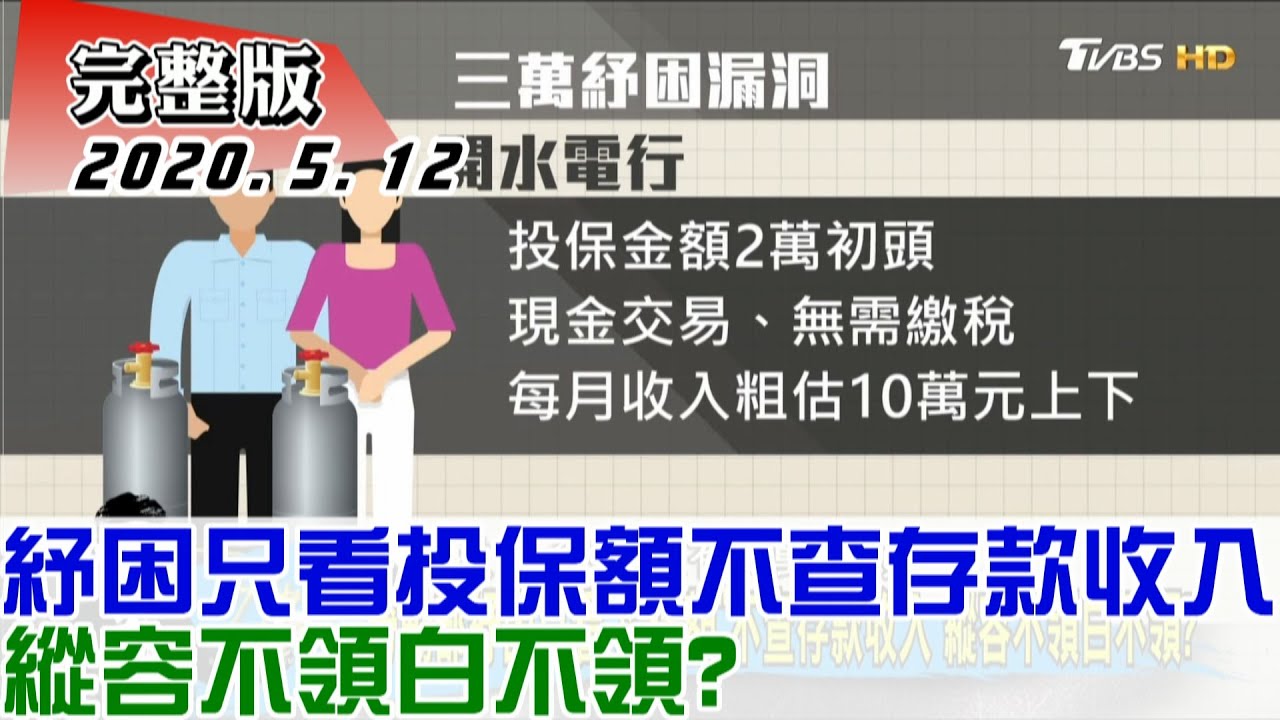 完整版
2020.5.12
TVBS HD
三萬紓困漏洞
開水電行
投保金額2萬初頭
現金交易、無需繳稅
每月收入粗估10萬元上下
紓困只看投保額不查存款收入
縱容不領白不領?